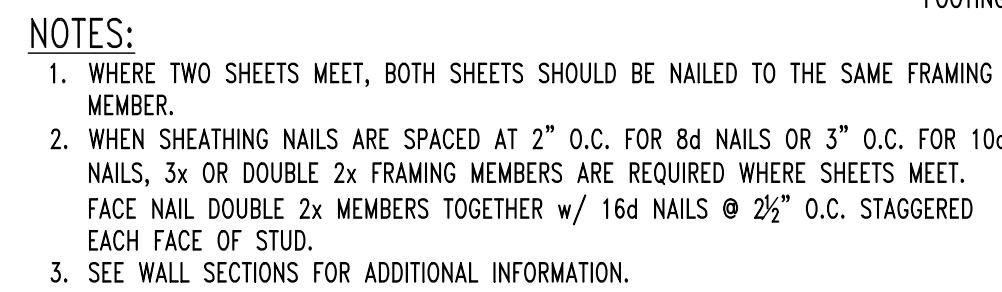 NOTES:
1. WHERE TWO SHEETS MEET, BOTH SHEETS SHOULD BE NAILED TO THE SAME FRAMING
MEMBER.
2. WHEN SHEATHING NAILS ARE SPACED AT 2" O.C. FOR 8d NAILS OR 3" O.C. FOR 10d
NAILS, 3x OR DOUBLE 2x FRAMING MEMBERS ARE REQUIRED WHERE SHEETS MEET.
FACE NAIL DOUBLE 2x MEMBERS TOGETHER w/ 16d NAILS @ 2½" O.C. STAGGERED
EACH FACE OF STUD.
3. SEE WALL SECTIONS FOR ADDITIONAL INFORMATION.